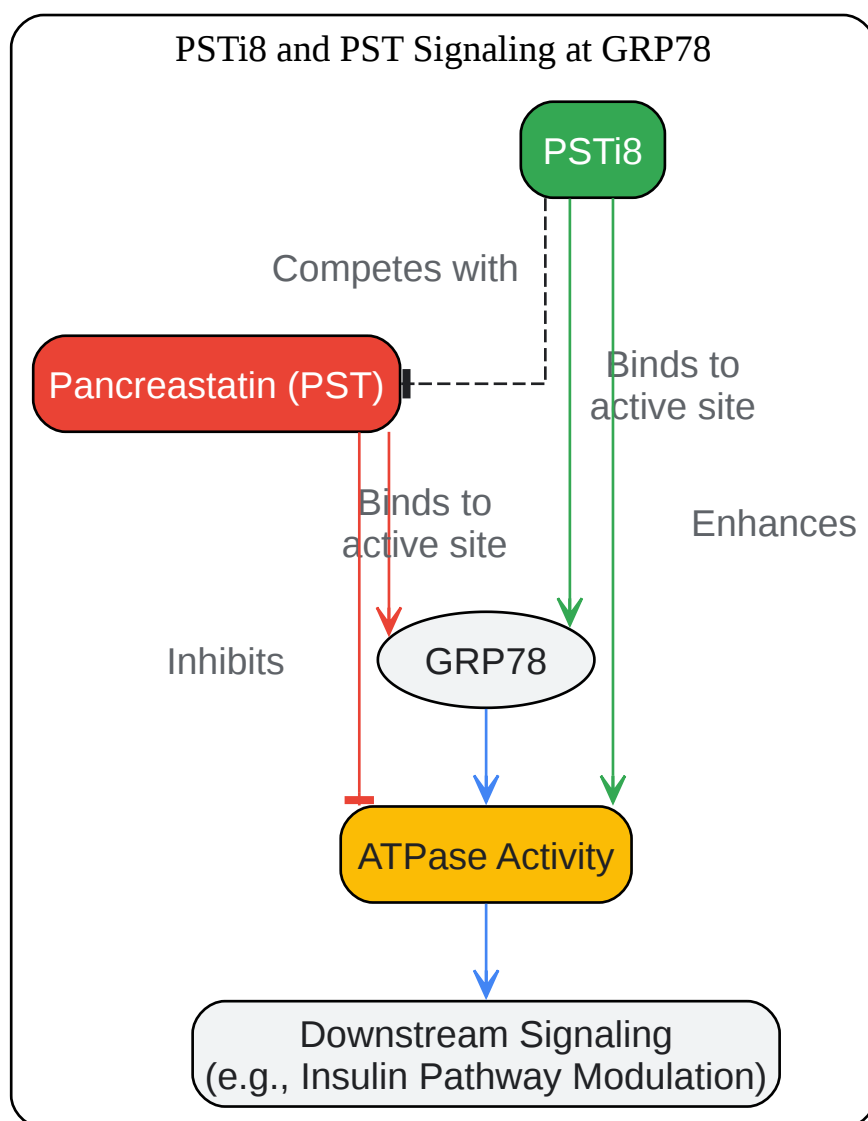 PSTi8 and PST Signaling at GRP78
PSTi8
Competes with
Pancreastatin (PST)
Binds to
active site
Binds to
active site
Enhances
GRP78
Inhibits
ATPase Activity
Downstream Signaling
(e.g., Insulin Pathway Modulation)